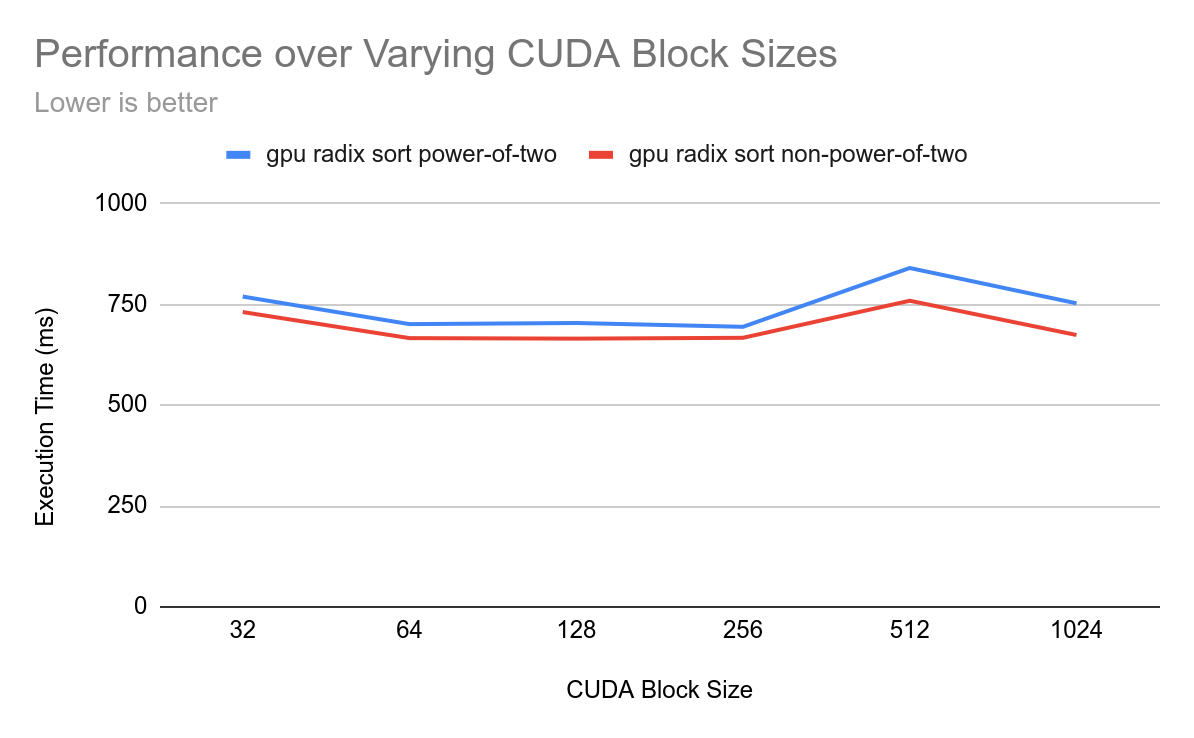 Performance over Varying CUDA Block Sizes
Lower is better
gpu radix sort power-of-two
gpu radix sort non-power-of-two
1000
750
500
250
0
Execution Time (ms)
32
64
128
256
512
1024
CUDA Block Size